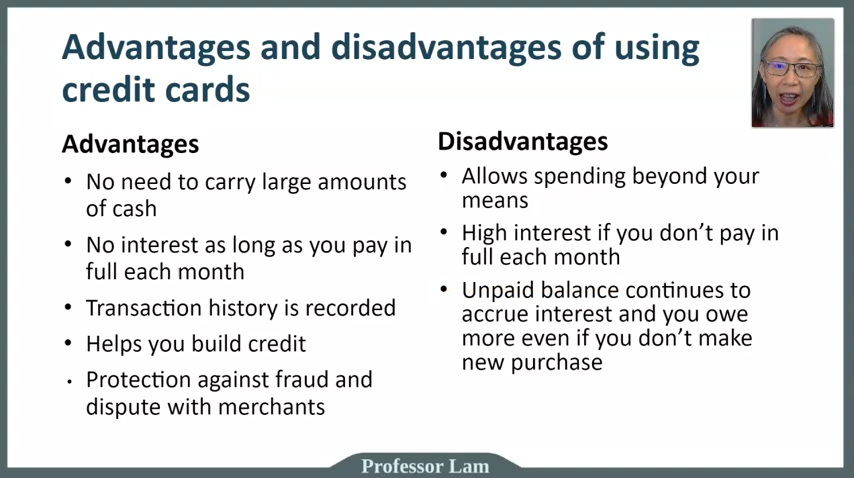 Advantages and disadvantages of using
credit cards
Advantages
• No need to carry large amounts
of cash
• No interest as long as you pay in
full each month
• Transaction history is recorded
• Helps you build credit
• Protection against fraud and
dispute with merchants
Disadvantages
• Allows spending beyond your
means
• High interest if you don’t pay in
full each month
• Unpaid balance continues to
accrue interest and you owe
more even if you don’t make
new purchase
Professor Lam